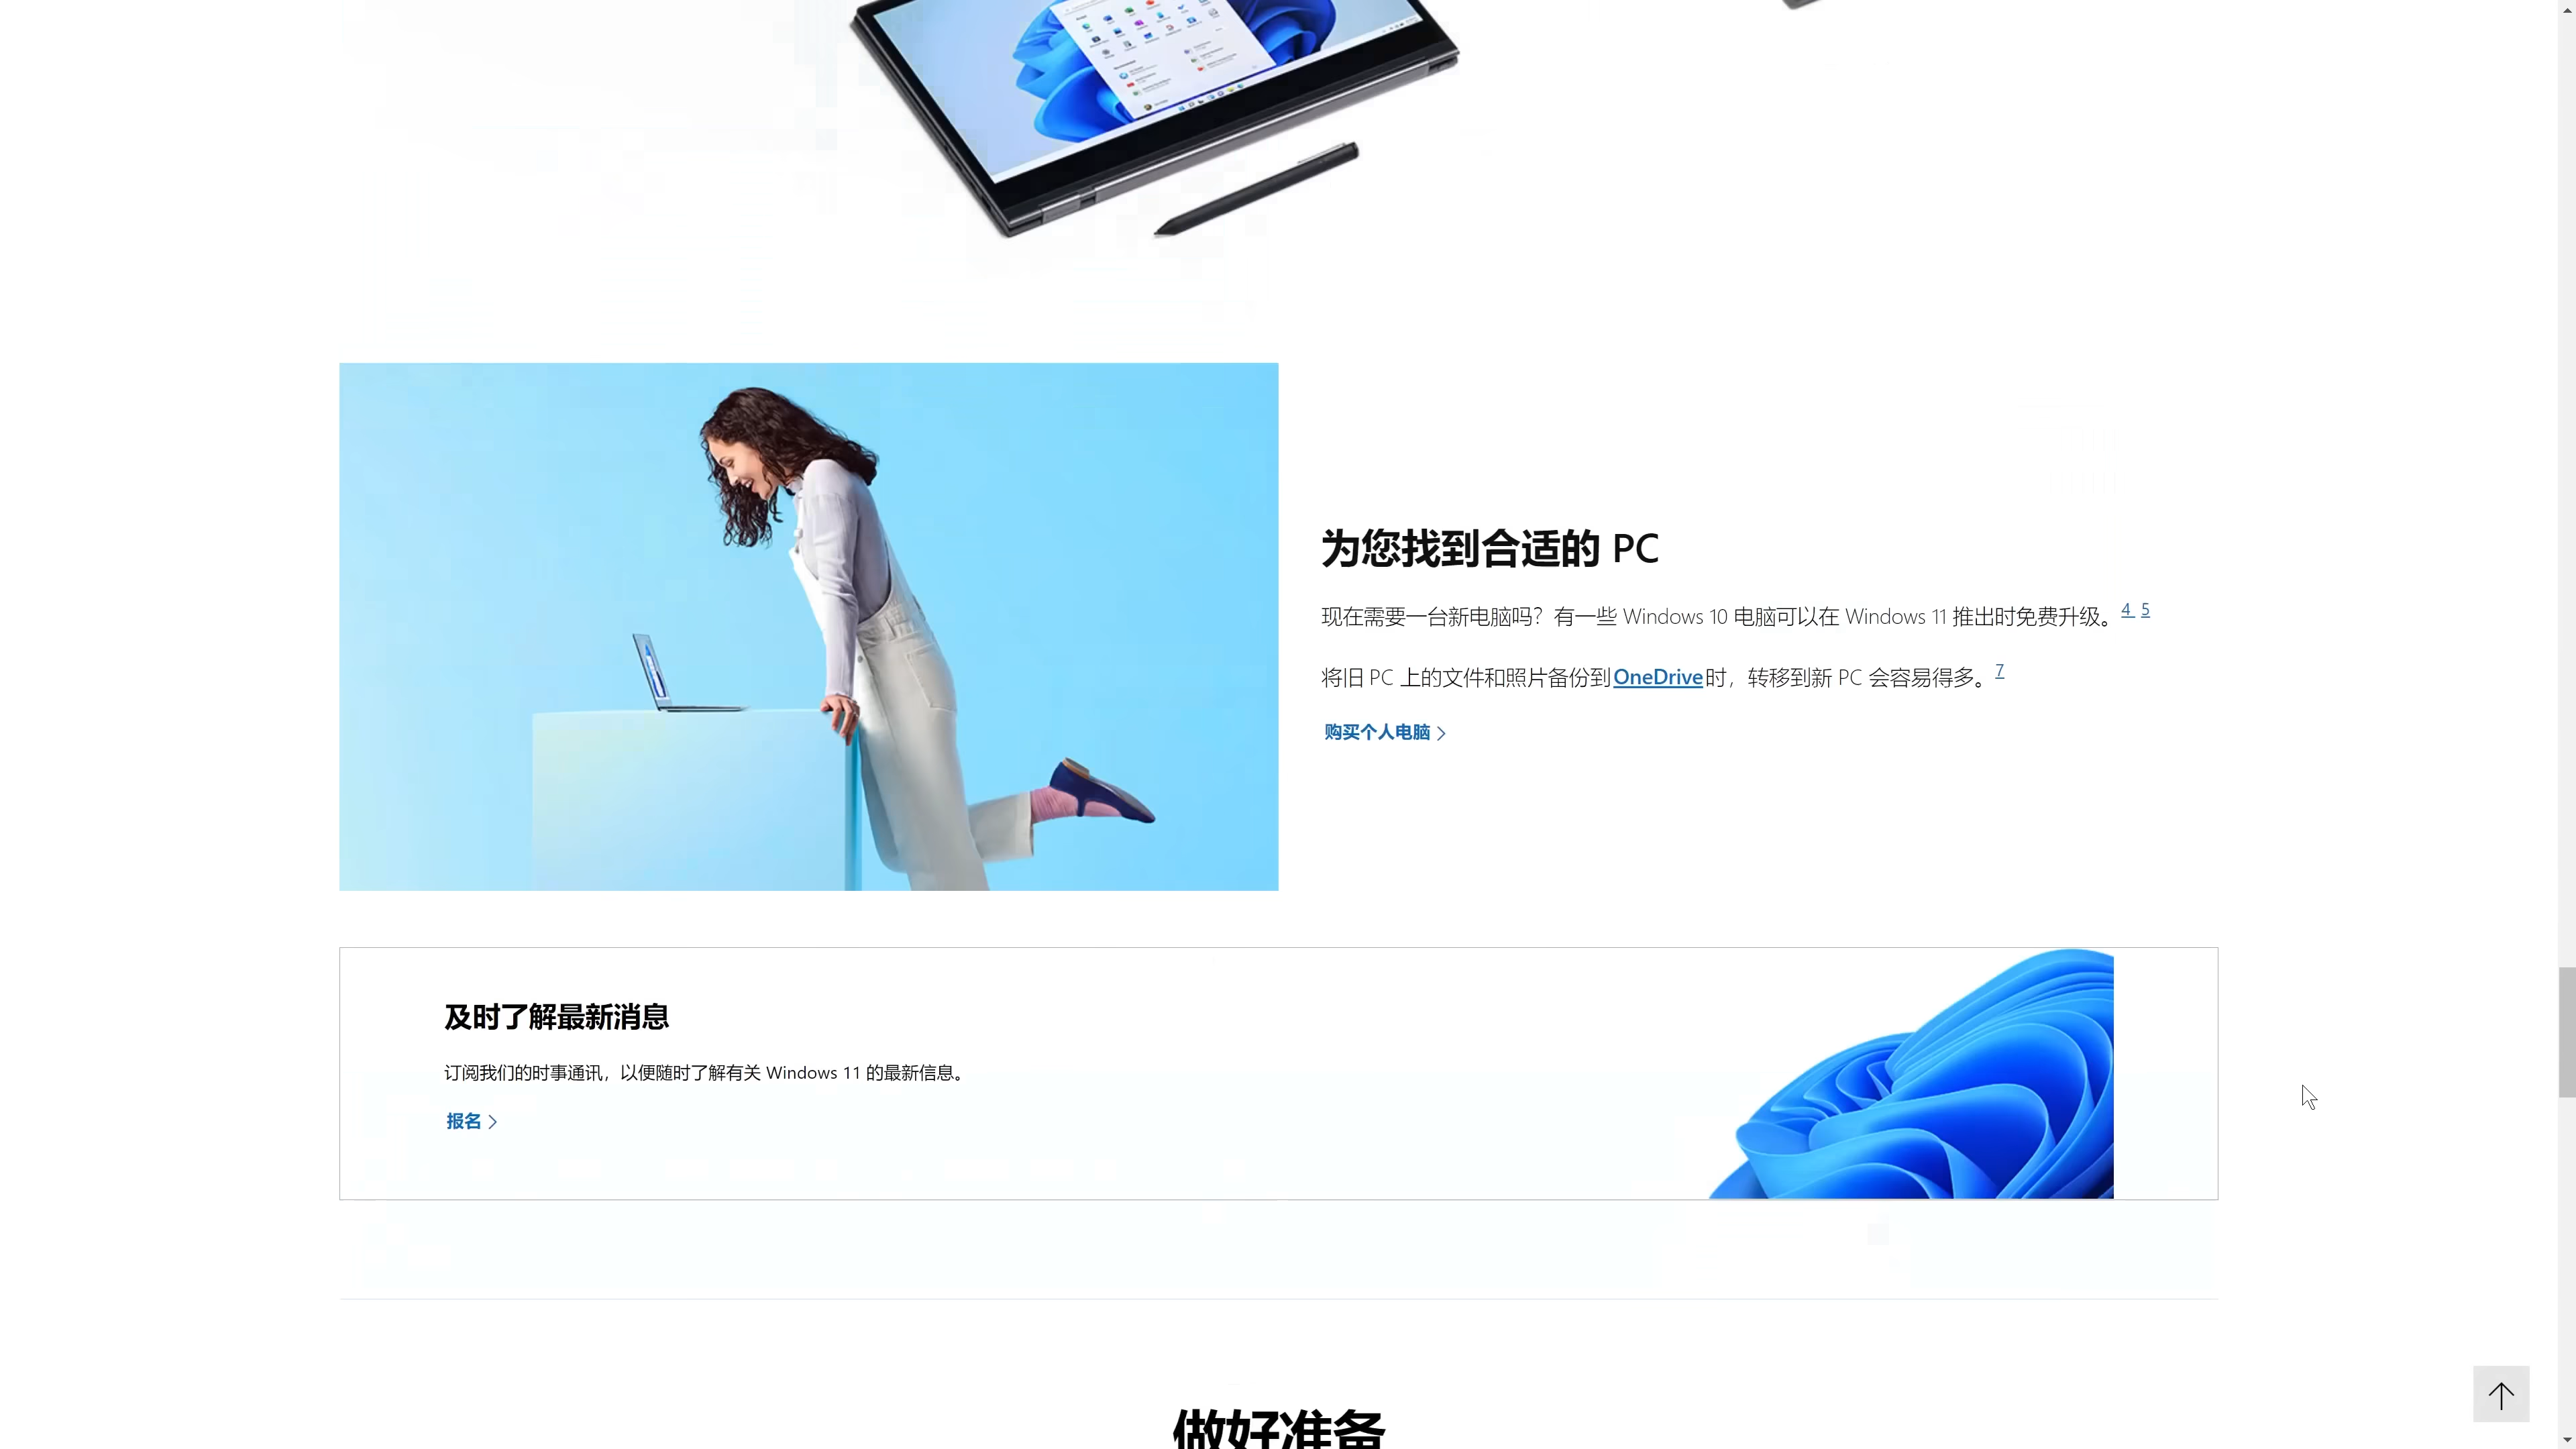 为您找到合适的 PC
现在需要一台新电脑吗？有一些 Windows 10 电脑可以在 Windows 11 推出时免费升级。4 5
将旧 PC 上的文件和照片备份到OneDrive时，转移到新 PC 会容易得多。7
购买个人电脑
及时了解最新消息
订阅我们的时事通讯，以便随时了解有关 Windows 11 的最新信息。
报名
做好准备